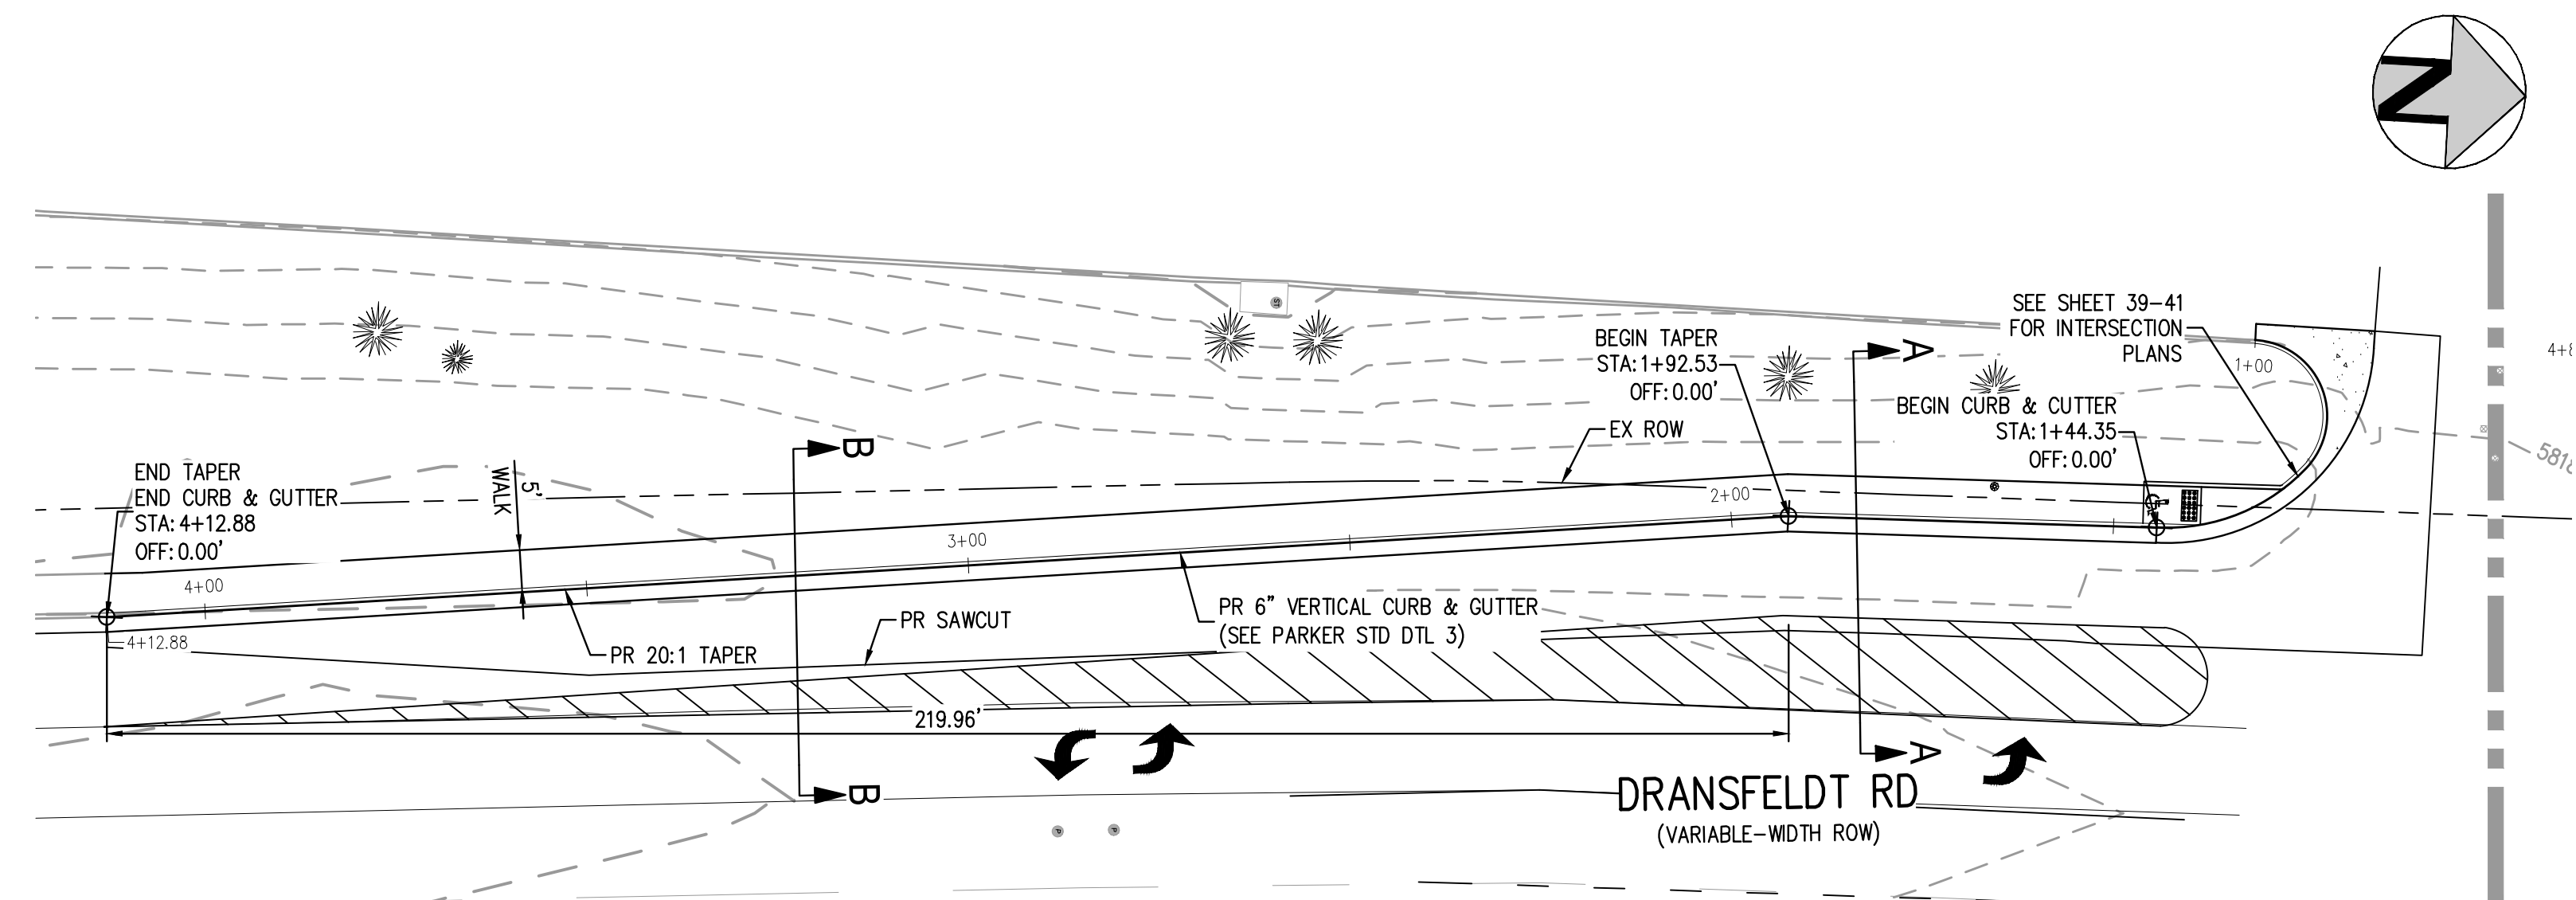 N
SEE SHEET 39-41
FOR INTERSECTION
PLANS
1+00
BEGIN TAPER
STA:1+92.53
OFF:0.00'
A
BEGIN CURB & CUTTER
STA:1+44.35
OFF:0.00'
EX ROW
B
5'
WALK
END TAPER
END CURB & GUTTER
STA:4+12.88
OFF:0.00'
2+00
3+00
4+00
4+12.88
PR SAWCUT
PR 20:1 TAPER
PR 6" VERTICAL CURB & GUTTER
(SEE PARKER STD DTL 3)
219.96'
A
B
DRANSFELDT RD
(VARIABLE-WIDTH ROW)
ST
P
P